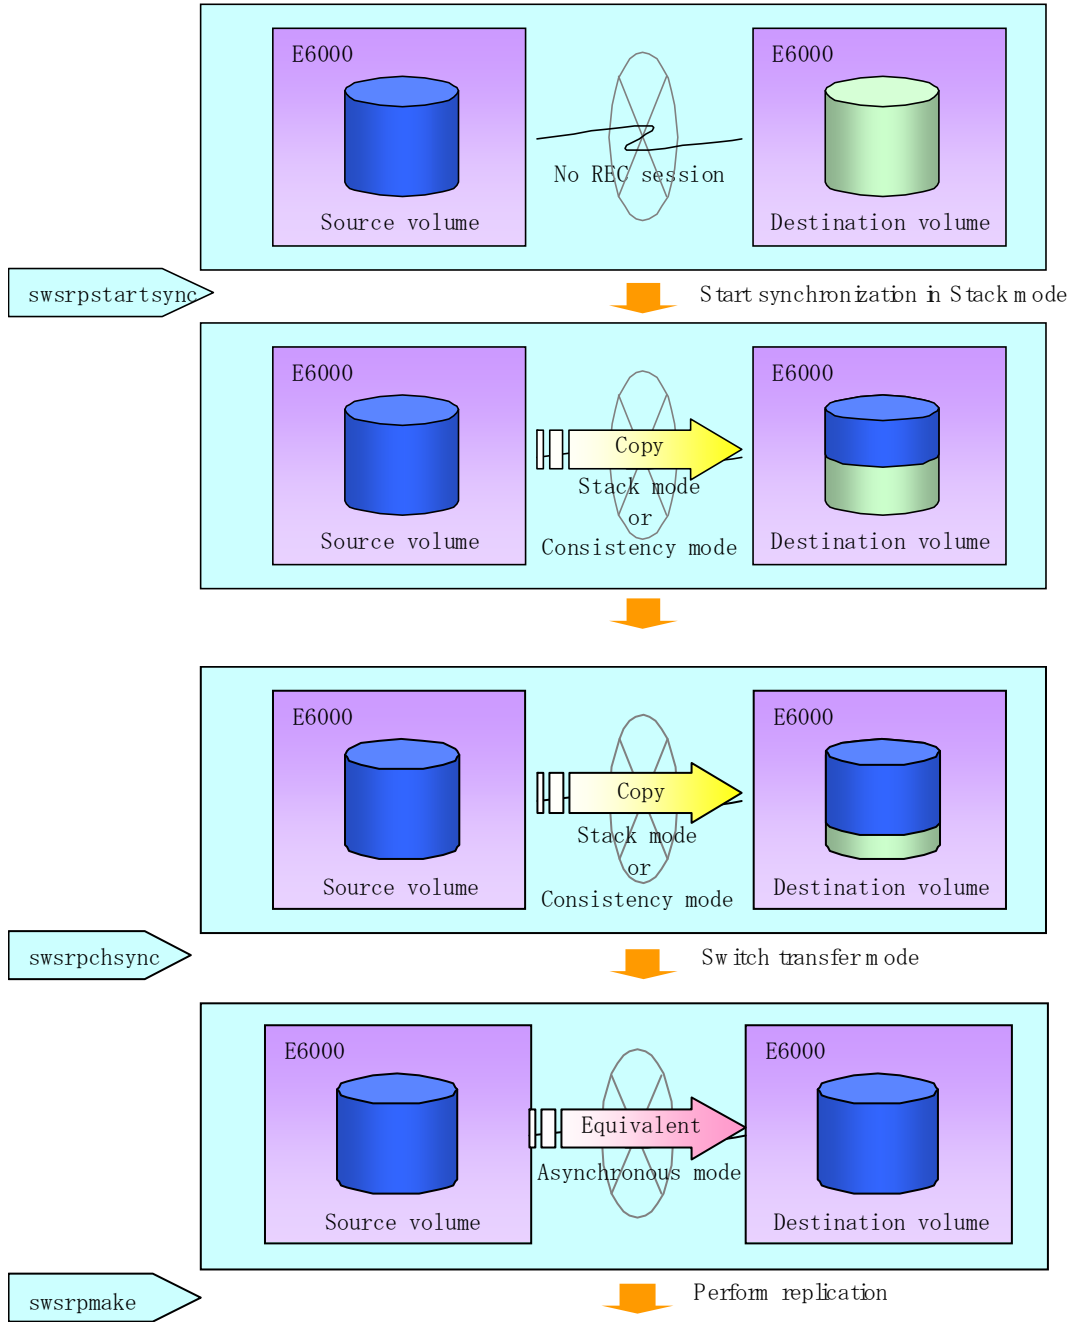 E6000
E6000
No REC session
Source volume
Destination volume
swsrpstartsync
Start synchronization in Stack mode
E6000
E6000
Copy
Stack mode
or
Consistency mode
Source volume
Destination volume
E6000
E6000
Copy
Stack mode
or
Consistency mode
Source volume
Destination volume
swsrpchsync
Switch transfer mode
E6000
E6000
Equivalent
Asynchronous mode
Source volume
Destination volume
swsrpmake
Perform replication